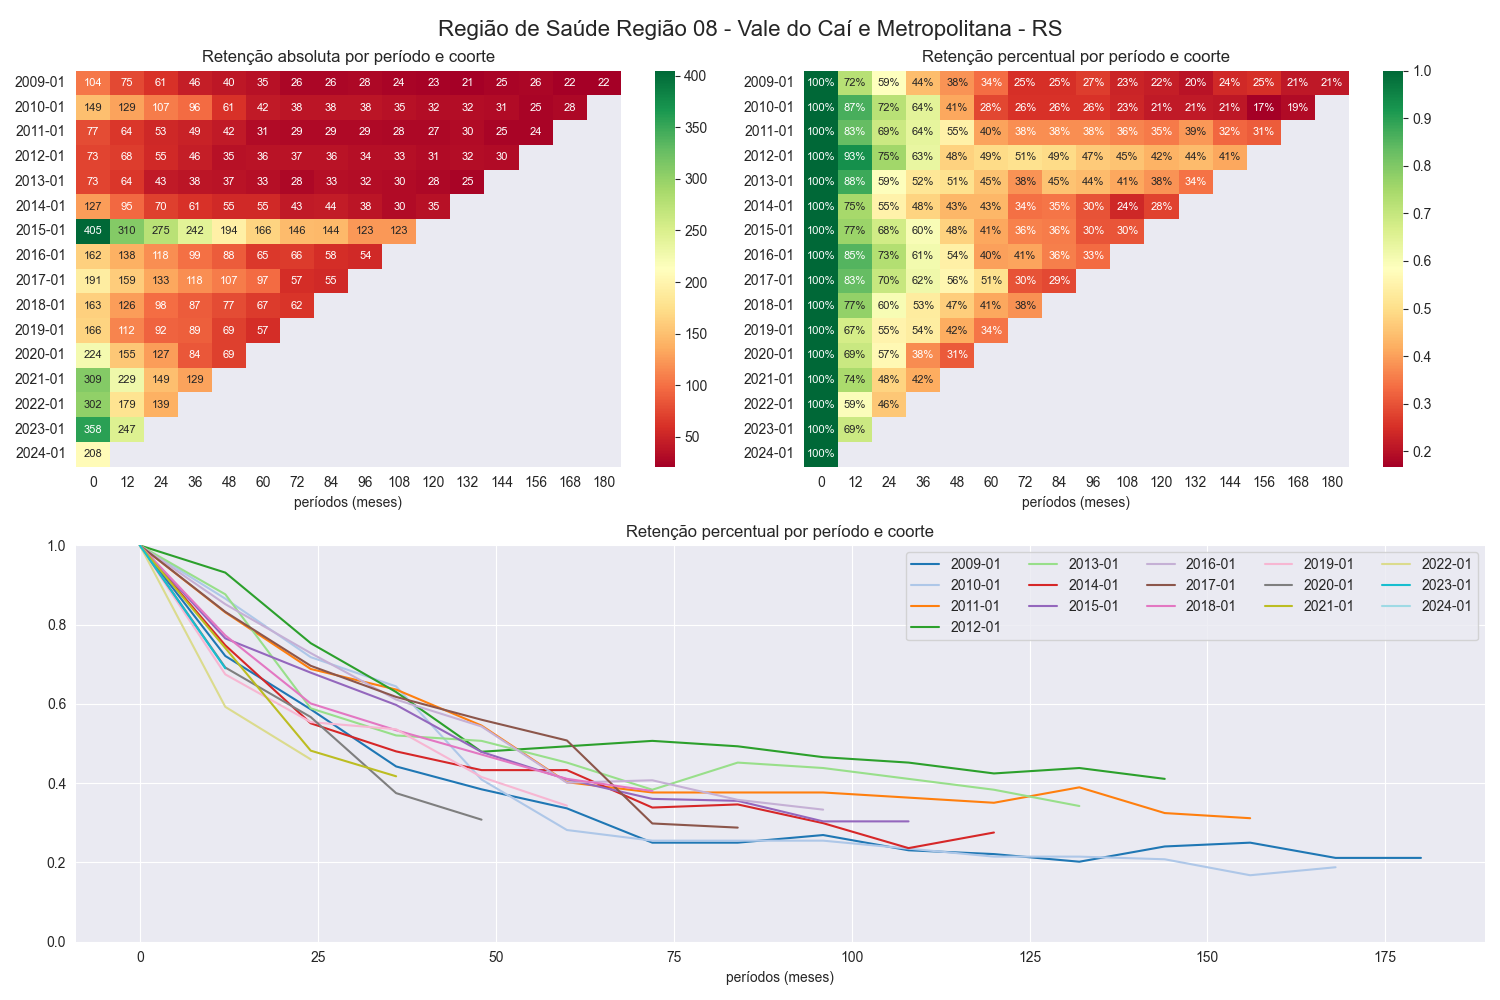 Região de Saúde Região 08 - Vale do Caí e Metropolitana - RS
Retenção absoluta por período e coorte
2009-01 104 75 61 46 40 35 26 26 28 24 23 21 25 26 22 22
2010-01 149 129 107 96 61 42 38 38 38 35 32 32 31 25 28
2011-01 77 64 53 49 42 31 29 29 29 28 27 30 25 24
2012-01 73 68 55 46 35 36 37 36 34 33 31 32 30
2013-01 73 64 43 38 37 33 28 33 32 30 28 25
2014-01 127 95 70 61 55 55 43 44 38 30 35
2015-01 405 310 275 242 194 166 146 144 123 123
2016-01 162 138 118 99 88 65 66 58 54
2017-01 191 159 133 118 107 97 57 55
2018-01 163 126 98 87 77 67 62
2019-01 166 112 92 89 69 57
2020-01 224 155 127 84 69
2021-01 309 229 149 129
2022-01 302 179 139
2023-01 358 247
2024-01 208
0 12 24 36 48 60 72 84 96 108 120 132 144 156 168 180
períodos (meses)
400
350
300
250
200
150
100
50
Retenção percentual por período e coorte
2009-01 100% 72% 59% 44% 38% 34% 25% 25% 27% 23% 22% 20% 24% 25% 21% 21%
2010-01 100% 87% 72% 64% 41% 28% 26% 26% 26% 23% 21% 21% 21% 17% 19%
2011-01 100% 83% 69% 64% 55% 40% 38% 38% 38% 36% 35% 39% 32% 31%
2012-01 100% 93% 75% 63% 48% 49% 51% 49% 47% 45% 42% 44% 41%
2013-01 100% 88% 59% 52% 51% 45% 38% 45% 44% 41% 38% 34%
2014-01 100% 75% 55% 48% 43% 43% 34% 35% 30% 24% 28%
2015-01 100% 77% 68% 60% 48% 41% 36% 36% 30% 30%
2016-01 100% 85% 73% 61% 54% 40% 41% 36% 33%
2017-01 100% 83% 70% 62% 56% 51% 30% 29%
2018-01 100% 77% 60% 53% 47% 41% 38%
2019-01 100% 67% 55% 54% 42% 34%
2020-01 100% 69% 57% 38% 31%
2021-01 100% 74% 48% 42%
2022-01 100% 59% 46%
2023-01 100% 69%
2024-01 100%
0 12 24 36 48 60 72 84 96 108 120 132 144 156 168 180
períodos (meses)
1.0
0.9
0.8
0.7
0.6
0.5
0.4
0.3
0.2
Retenção percentual por período e coorte
1.0
0.8
0.6
0.4
0.2
0.0
2009-01 2013-01 2016-01 2019-01 2022-01
2010-01 2014-01 2017-01 2020-01 2023-01
2011-01 2015-01 2018-01 2021-01 2024-01
2012-01
0 25 50 75 100 125 150 175
períodos (meses)